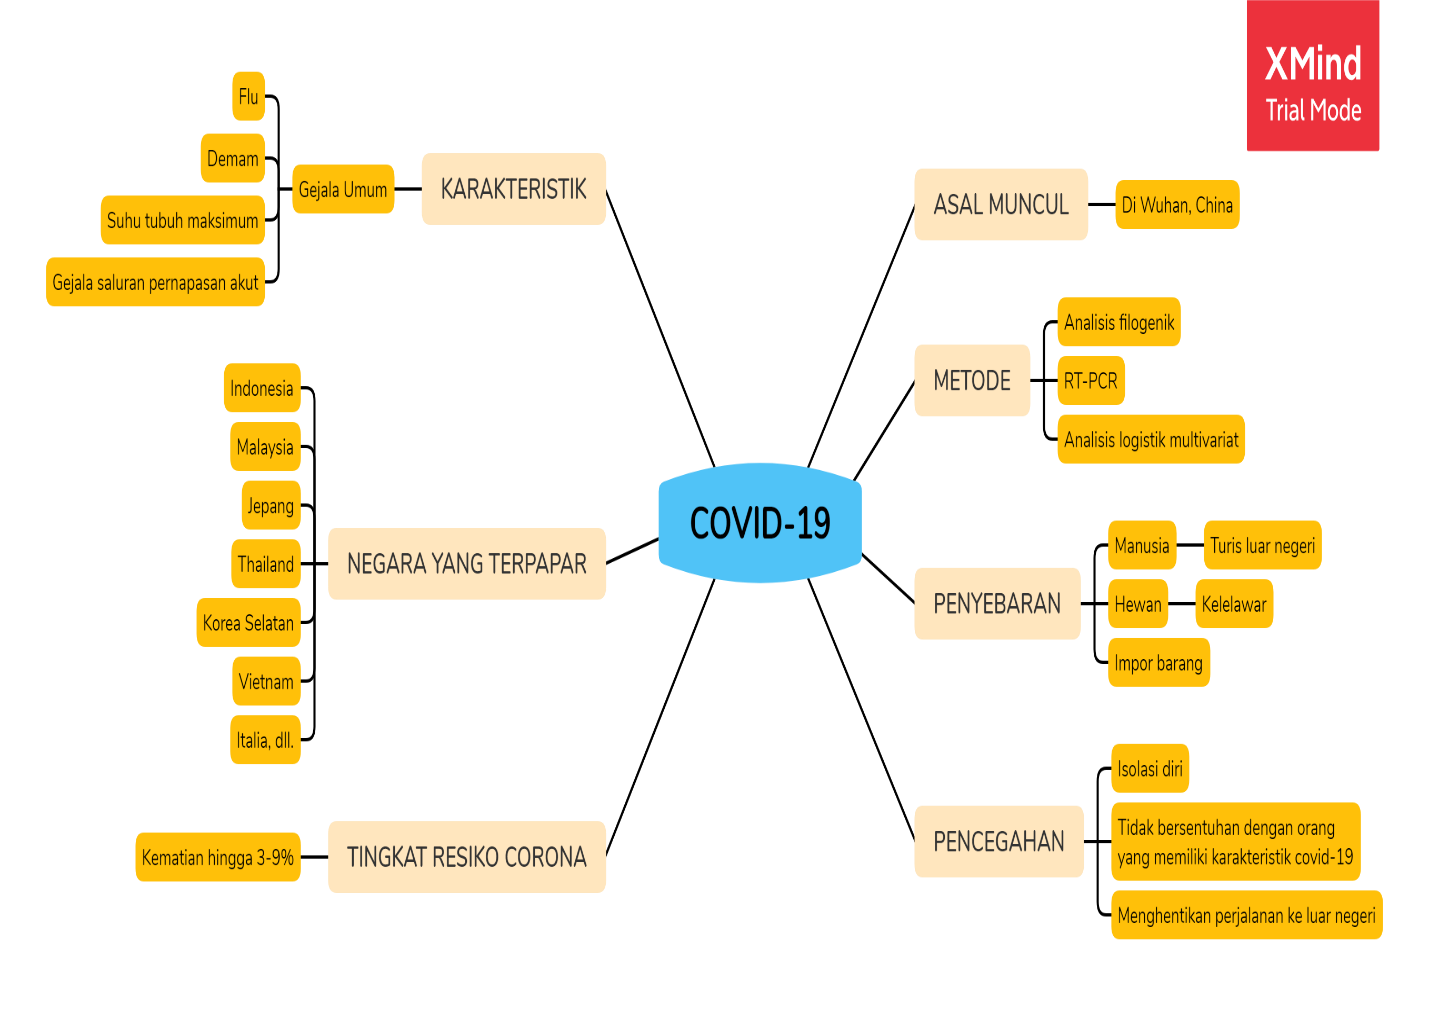 XMind
Trial Mode
COVID-19
KARAKTERISTIK
Gejala Umum
Flu
Demam
Suhu tubuh maksimum
Gejala saluran pernapasan akut
NEGARA YANG TERPAPAR
Indonesia
Malaysia
Jepang
Thailand
Korea Selatan
Vietnam
Italia, dll.
TINGKAT RESIKO CORONA
Kematian hingga 3-9%
ASAL MUNCUL
Di Wuhan, China
METODE
Analisis filogenik
RT-PCR
Analisis logistik multivariat
PENYEBARAN
Manusia
Turis luar negeri
Hewan
Kelelawar
Impor barang
PENCEGAHAN
Isolasi diri
Tidak bersentuhan dengan orang
yang memiliki karakteristik covid-19
Menghentikan perjalanan ke luar negeri